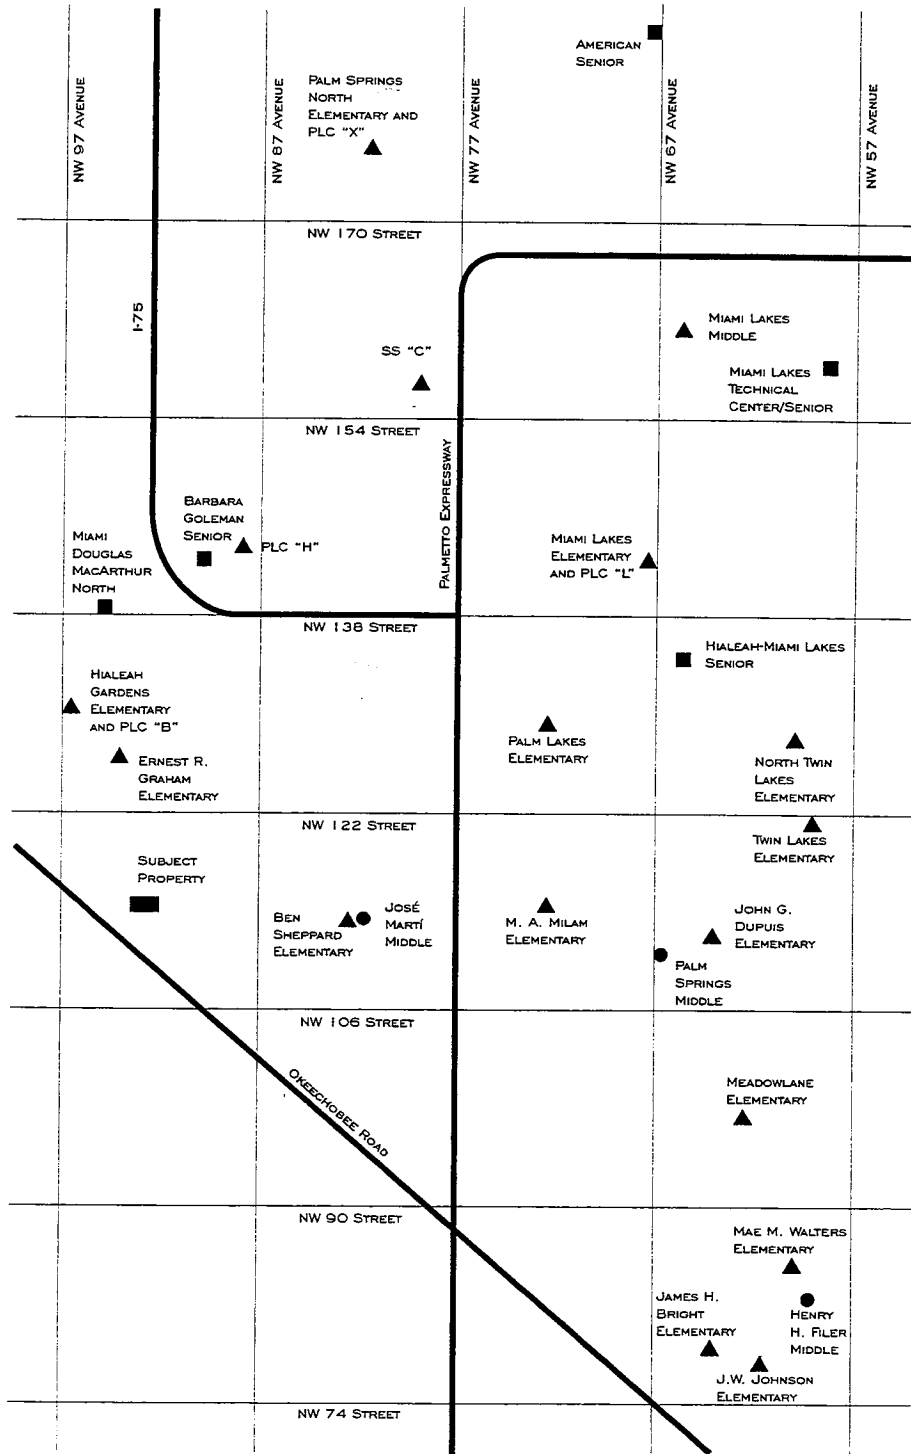 AMERICAN
SENIOR
PALM SPRINGS
NORTH
ELEMENTARY AND
PLC "X"
NW 97 AVENUE
NW 87 AVENUE
NW 77 AVENUE
NW 67 AVENUE
NW 57 AVENUE
NW 170 STREET
I-75
MIAMI LAKES
MIDDLE
SS "C"
MIAMI LAKES
TECHNICAL
CENTER/SENIOR
NW 154 STREET
PALMETTO EXPRESSWAY
BARBARA
GOLEMAN
SENIOR
PLC "H"
MIAMI
DOUGLAS
MACARTHUR
NORTH
MIAMI LAKES
ELEMENTARY
AND PLC "L"
NW 138 STREET
HIALEAH-MIAMI LAKES
SENIOR
HIALEAH
GARDENS
ELEMENTARY
AND PLC "B"
ERNEST R.
GRAHAM
ELEMENTARY
PALM LAKES
ELEMENTARY
NORTH TWIN
LAKES
ELEMENTARY
NW 122 STREET
TWIN LAKES
ELEMENTARY
SUBJECT
PROPERTY
BEN
SHEPPARD
ELEMENTARY
JOSÉ
MARTÍ
MIDDLE
M. A. MILAM
ELEMENTARY
JOHN G.
DUPUIS
ELEMENTARY
PALM
SPRINGS
MIDDLE
NW 106 STREET
OKEECHOBEE ROAD
MEADOWLANE
ELEMENTARY
NW 90 STREET
MAE M. WALTERS
ELEMENTARY
JAMES H.
BRIGHT
ELEMENTARY
HENRY
H. FILER
MIDDLE
J.W. JOHNSON
ELEMENTARY
NW 74 STREET